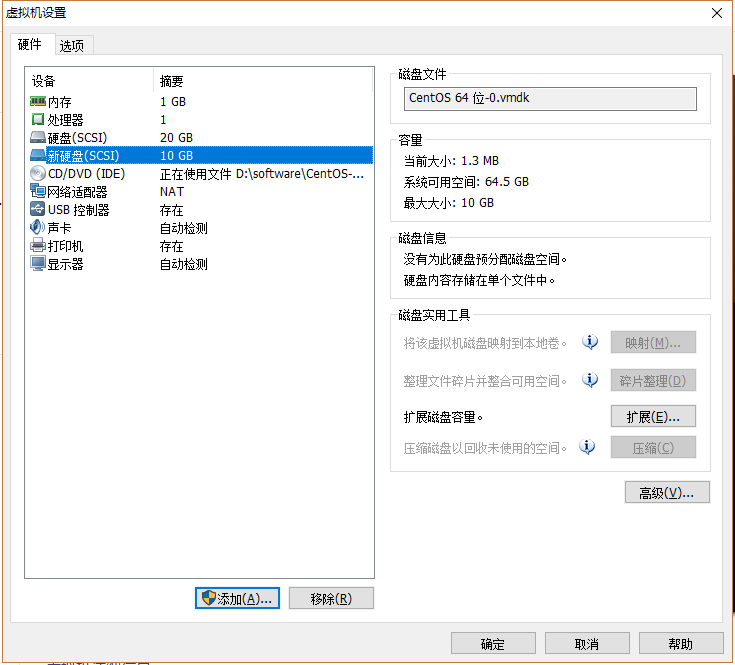 虚拟机设置
硬件 选项
设备 摘要
内存 1 GB
处理器 1
硬盘(SCSI) 20 GB
新硬盘(SCSI) 10 GB
CD/DVD (IDE) 正在使用文件 D:\software\CentOS-...
网络适配器 NAT
USB 控制器 存在
声卡 自动检测
打印机 存在
显示器 自动检测
添加(A)... 移除(R)
磁盘文件
CentOS 64 位-0.vmdk
容量
当前大小: 1.3 MB
系统可用空间: 64.5 GB
最大大小: 10 GB
磁盘信息
没有为此硬盘预分配磁盘空间。
硬盘内容存储在单个文件中。
磁盘实用工具
将该虚拟机磁盘映射到本地卷。 映射(M)...
整理文件碎片并整合可用空间。 碎片整理(D)
扩展磁盘容量。 扩展(E)...
压缩磁盘以回收未使用的空间。 压缩(C)
高级(V)...
确定 取消 帮助